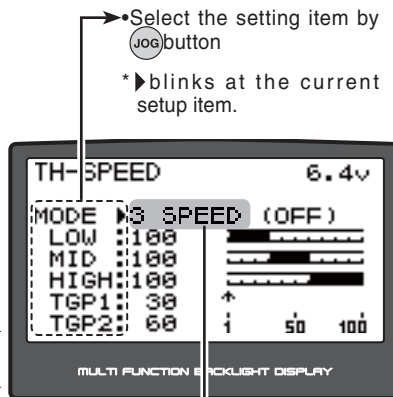 •Select the setting item by
JOG button
* ▶ blinks at the current
setup item.
TH-SPEED 6.4v
MODE ▶3 SPEED (OFF)
LOW :100
MID :100
HIGH:100
TGP1: 30
TGP2: 60 1 50 100
MULTI FUNCTION BACKLIGHT DISPLAY